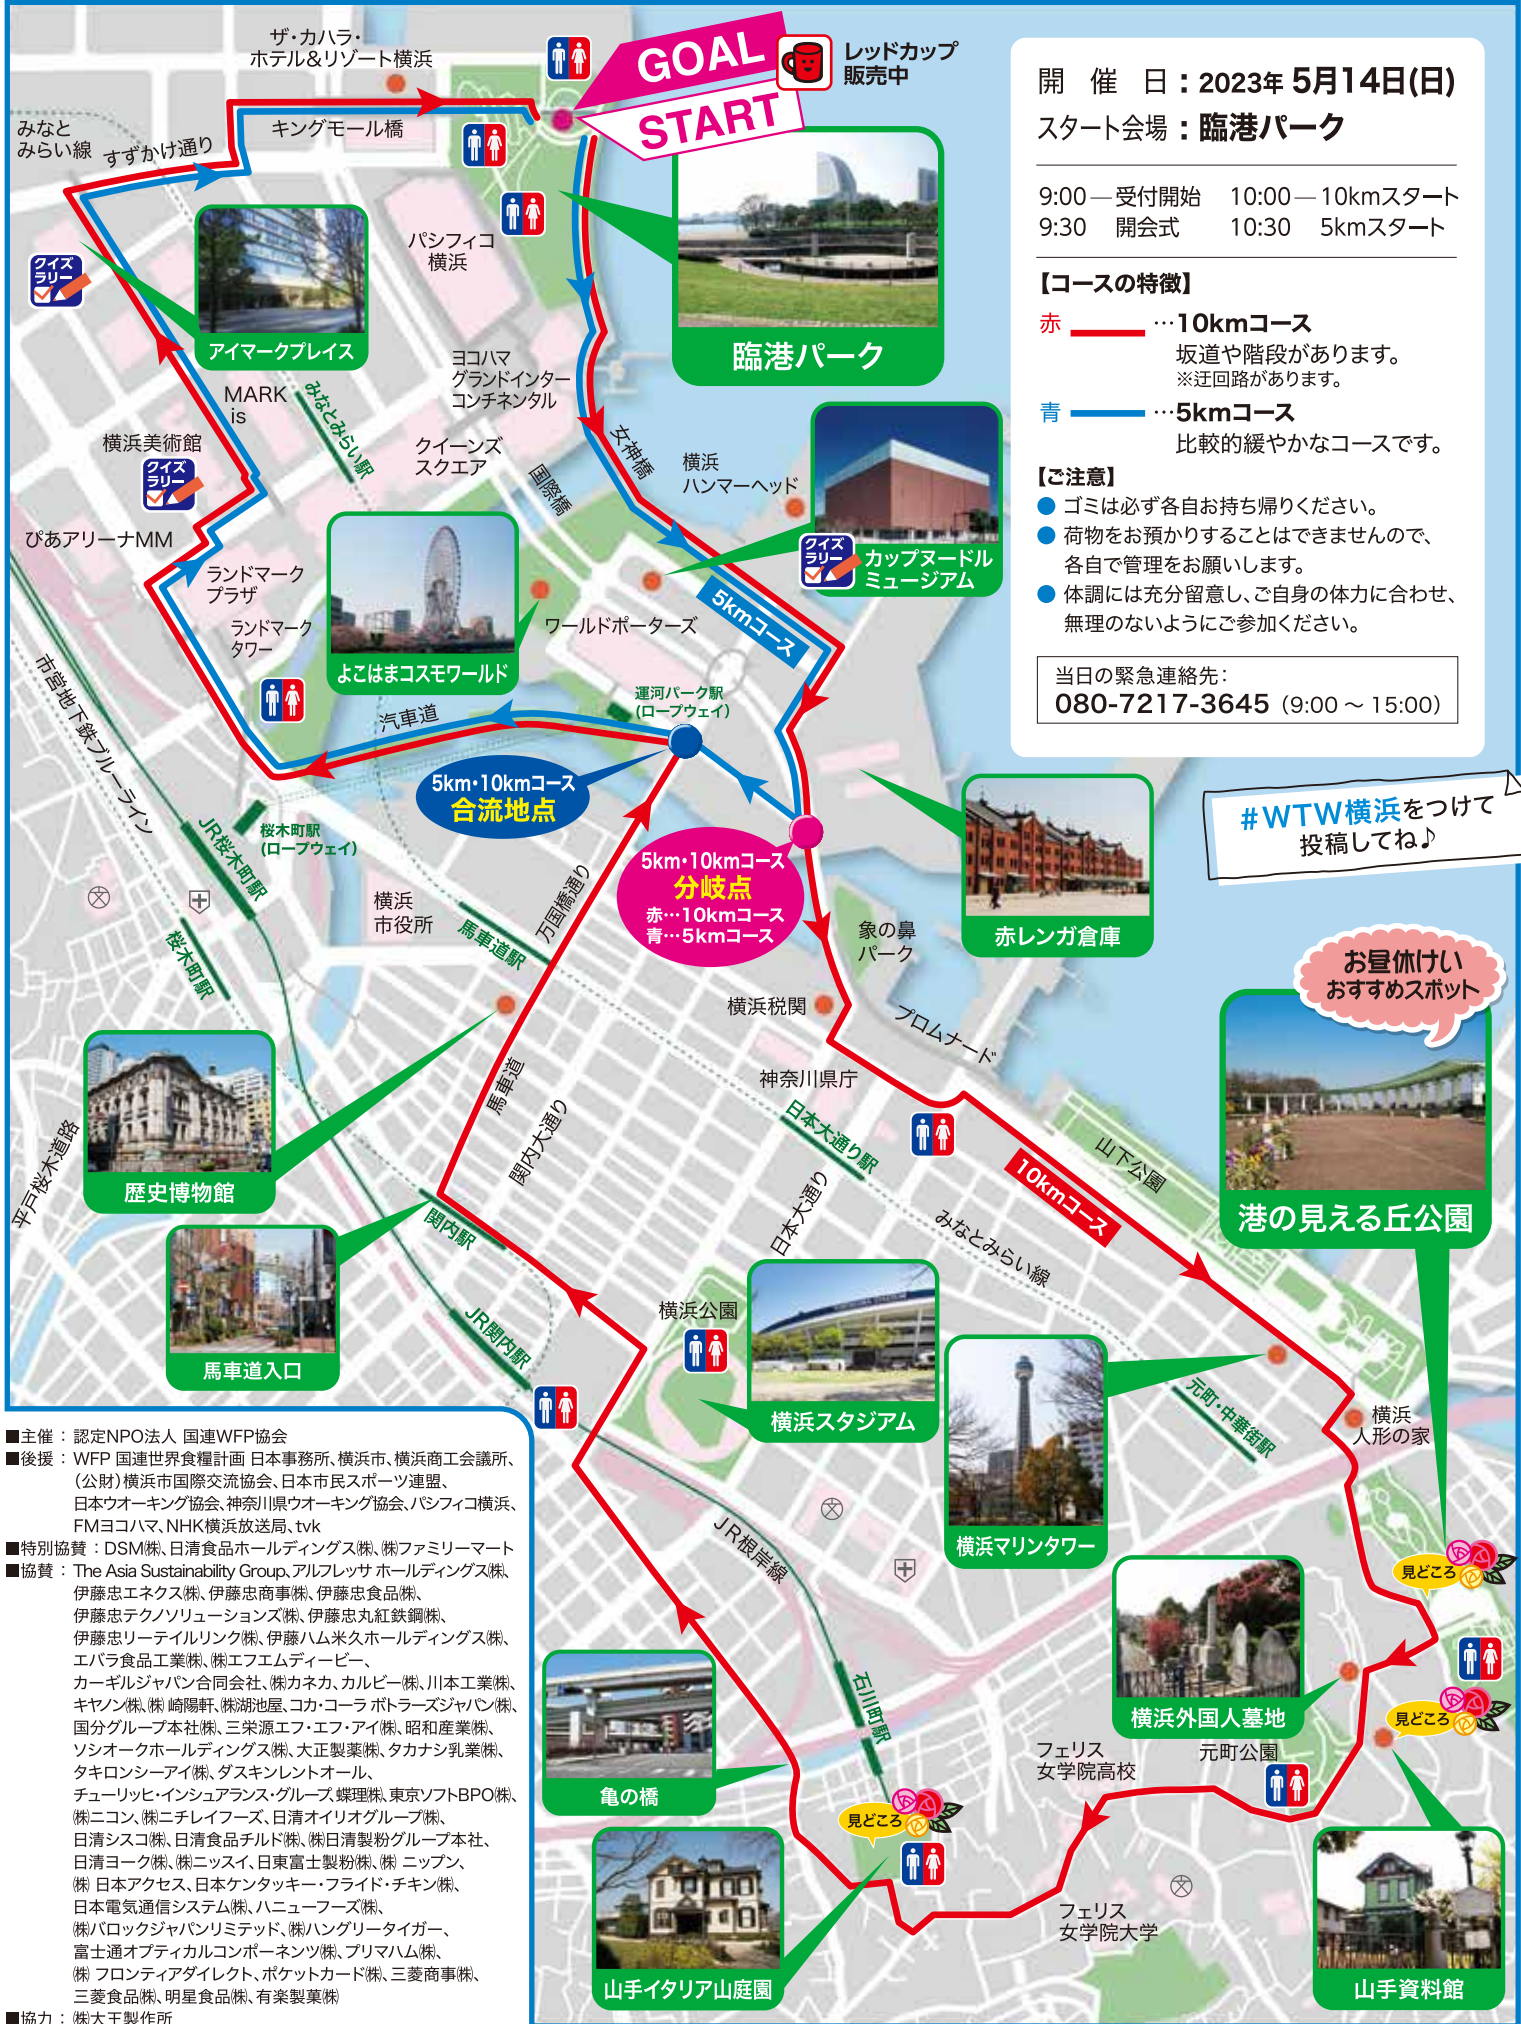 ザ・カハラ・
ホテル&リゾート横浜
GOAL
START
レッドカップ
販売中
みなと
みらい線
すずかけ通り
キングモール橋
パシフィコ
横浜
臨港パーク
クイズ
ラリー
アイマークプレイス
ヨコハマ
グランドインター
コンチネンタル
MARK
is
みなとみらい駅
横浜美術館
クイズ
ラリー
クイーンズ
スクエア
国際橋
女神橋
横浜
ハンマーヘッド
クイズ
ラリー
カップヌードル
ミュージアム
ぴあアリーナMM
ランドマーク
プラザ
ランドマーク
タワー
よこはまコスモワールド
ワールドポーターズ
5kmコース
運河パーク駅
(ロープウェイ)
汽車道
市営地下鉄ブルーライン
5km・10kmコース
合流地点
桜木町駅
(ロープウェイ)
JR桜木町駅
桜木町駅
横浜
市役所
馬車道駅
万国橋通り
5km・10kmコース
分岐点
赤…10kmコース
青…5kmコース
赤レンガ倉庫
象の鼻
パーク
横浜税関
プロムナード
神奈川県庁
馬車道
関内大通り
日本大通り駅
日本大通り
みなとみらい線
10kmコース
山下公園
平戸桜木道路
歴史博物館
関内駅
馬車道入口
JR関内駅
横浜公園
横浜スタジアム
横浜マリンタワー
元町・中華街駅
横浜
人形の家
お昼休けい
おすすめスポット
港の見える丘公園
見どころ
見どころ
JR根岸線
石川町駅
亀の橋
見どころ
山手イタリア山庭園
横浜外国人墓地
元町公園
フェリス
女学院高校
フェリス
女学院大学
山手資料館
開催日:2023年 5月14日(日)
スタート会場:臨港パーク
9:00―受付開始 10:00―10kmスタート
9:30 開会式 10:30 5kmスタート
【コースの特徴】
赤 …10kmコース
坂道や階段があります。
※迂回路があります。
青 …5kmコース
比較的緩やかなコースです。
【ご注意】
● ゴミは必ず各自お持ち帰りください。
● 荷物をお預かりすることはできませんので、
各自で管理をお願いします。
● 体調には充分留意し、ご自身の体力に合わせ、
無理のないようにご参加ください。
当日の緊急連絡先:
080-7217-3645(9:00 ~ 15:00)
#WTW横浜をつけて
投稿してね♪
■主催:認定NPO法人 国連WFP協会
■後援:WFP 国連世界食糧計画 日本事務所、横浜市、横浜商工会議所、
(公財)横浜市国際交流協会、日本市民スポーツ連盟、
日本ウオーキング協会、神奈川県ウオーキング協会、パシフィコ横浜、
FMヨコハマ、NHK横浜放送局、tvk
■特別協賛:DSM㈱、日清食品ホールディングス㈱、㈱ファミリーマート
■協賛:The Asia Sustainability Group、アルフレッサ ホールディングス㈱、
伊藤忠エネクス㈱、伊藤忠商事㈱、伊藤忠食品㈱、
伊藤忠テクノソリューションズ㈱、伊藤忠丸紅鉄鋼㈱、
伊藤忠リーテイルリンク㈱、伊藤ハム米久ホールディングス㈱、
エバラ食品工業㈱、㈱エフエムディービー、
カーギルジャパン合同会社、㈱カネカ、カルビー㈱、川本工業㈱、
キヤノン㈱、㈱ 崎陽軒、㈱湖池屋、コカ・コーラ ボトラーズジャパン㈱、
国分グループ本社㈱、三栄源エフ・エフ・アイ㈱、昭和産業㈱、
ソシオークホールディングス㈱、大正製薬㈱、タカナシ乳業㈱、
タキロンシーアイ㈱、ダスキンレントオール、
チューリッヒ・インシュアランス・グループ、蝶理㈱、東京ソフトBPO㈱、
㈱ニコン、㈱ニチレイフーズ、日清オイリオグループ㈱、
日清シスコ㈱、日清食品チルド㈱、㈱日清製粉グループ本社、
日清ヨーク㈱、㈱ニッスイ、日東富士製粉㈱、㈱ ニップン、
㈱ 日本アクセス、日本ケンタッキー・フライド・チキン㈱、
日本電気通信システム㈱、ハニューフーズ㈱、
㈱バロックジャパンリミテッド、㈱ハングリータイガー、
富士通オプティカルコンポーネンツ㈱、プリマハム㈱、
㈱ フロンティアダイレクト、ポケットカード㈱、三菱商事㈱、
三菱食品㈱、明星食品㈱、有楽製菓㈱
■協力:㈱大王製作所